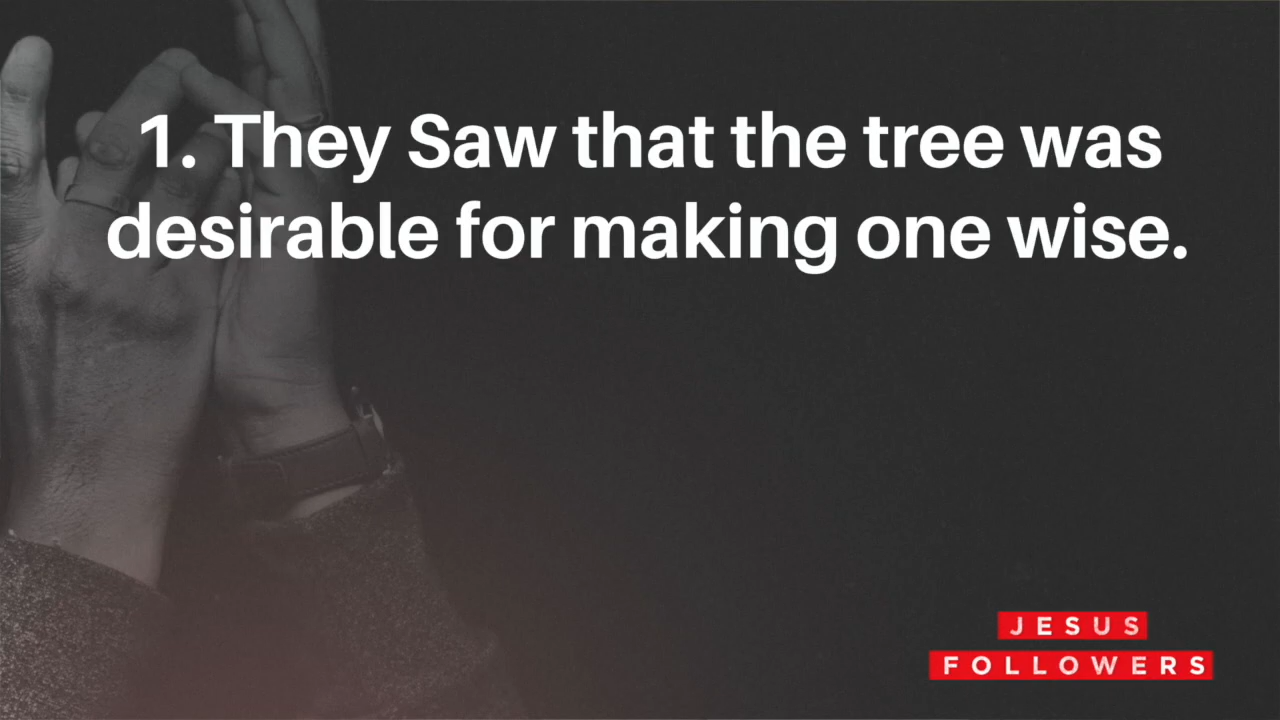 1. They Saw that the tree was
desirable for making one wise.
JESUS
FOLLOWERS